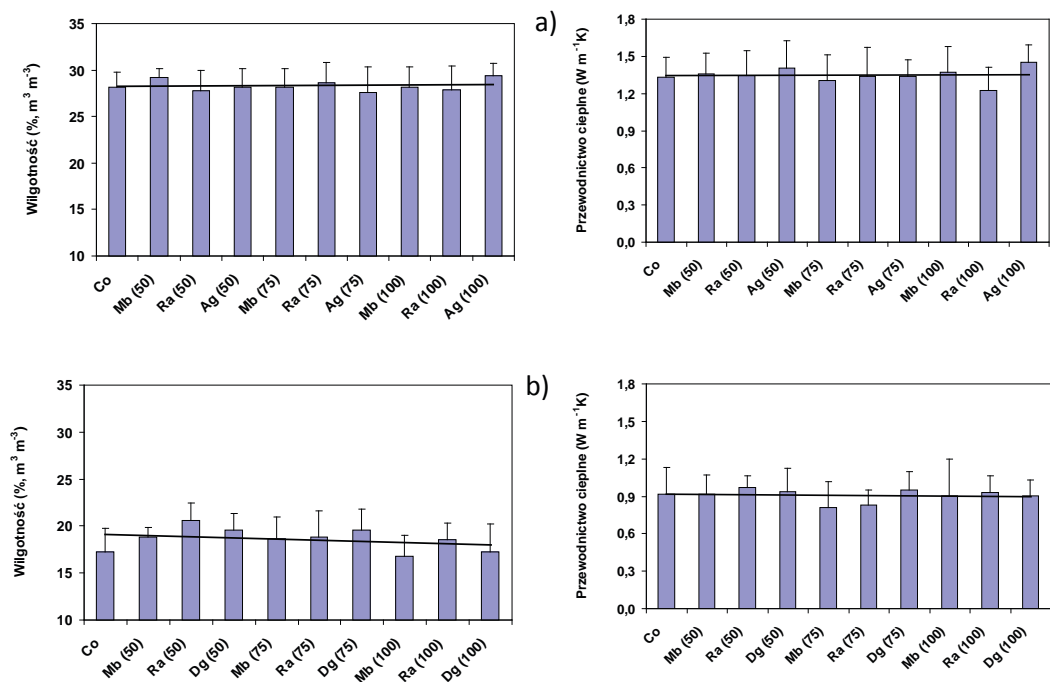 a)
Wilgotność (%, m³ m⁻³)
35
30
25
20
15
10
Co
Mb (50)
Ra (50)
Ag (50)
Mb (75)
Ra (75)
Ag (75)
Mb (100)
Ra (100)
Ag (100)
Przewodnictwo cieplne (W m⁻¹K)
1,8
1,5
1,2
0,9
0,6
0,3
0,0
Co
Mb (50)
Ra (50)
Ag (50)
Mb (75)
Ra (75)
Ag (75)
Mb (100)
Ra (100)
Ag (100)
b)
Wilgotność (%, m³ m⁻³)
35
30
25
20
15
10
Co
Mb (50)
Ra (50)
Dg (50)
Mb (75)
Ra (75)
Dg (75)
Mb (100)
Ra (100)
Dg (100)
Przewodnictwo cieplne (W m⁻¹K)
1,8
1,5
1,2
0,9
0,6
0,3
0,0
Co
Mb (50)
Ra (50)
Dg (50)
Mb (75)
Ra (75)
Dg (75)
Mb (100)
Ra (100)
Dg (100)